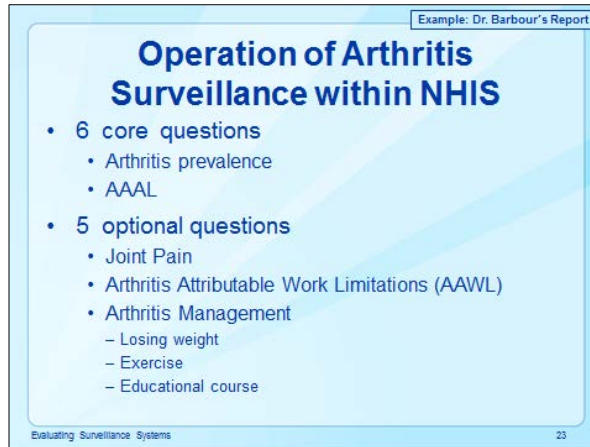 Example: Dr. Barbour's Report
Operation of Arthritis
Surveillance within NHIS
• 6 core questions
• Arthritis prevalence
• AAAL
• 5 optional questions
• Joint Pain
• Arthritis Attributable Work Limitations (AAWL)
• Arthritis Management
– Losing weight
– Exercise
– Educational course
Evaluating Surveillance Systems
23